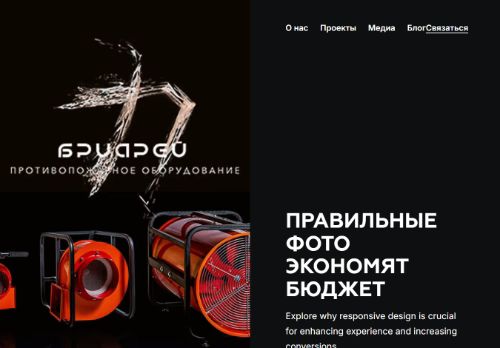 О нас Проекты Медиа Блог Связаться
БРИАРЕЙ
ПРОТИВОПОЖАРНОЕ ОБОРУДОВАНИЕ
ПРАВИЛЬНЫЕ
ФОТО
ЭКОНОМЯТ
БЮДЖЕТ
Explore why responsive design is crucial
for enhancing experience and increasing
conversions